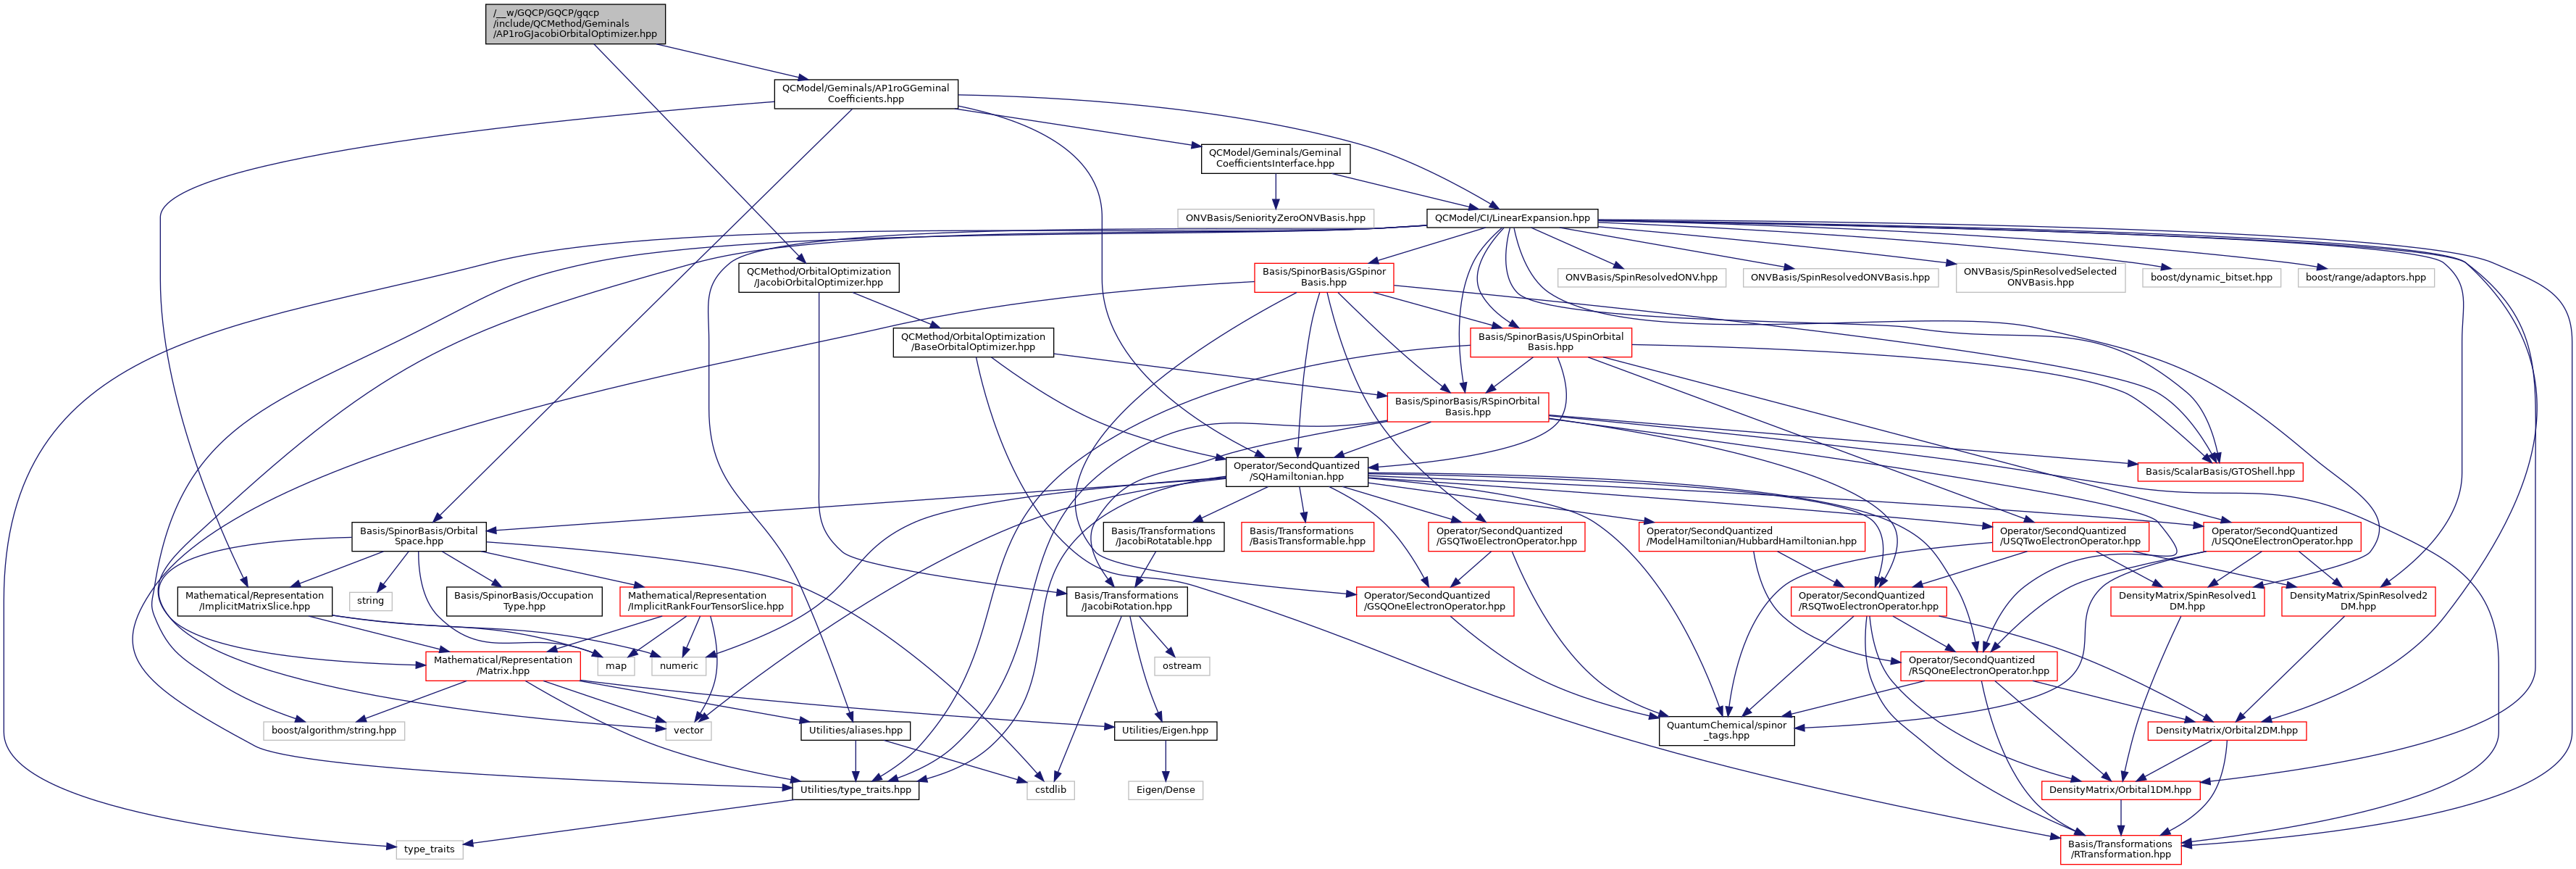 /__w/GQCP/GQCP/gqcp
/include/QCMethod/Geminals
/AP1roGJacobiOrbitalOptimizer.hpp
QCModel/Geminals/AP1roGGeminal
Coefficients.hpp
QCModel/Geminals/Geminal
CoefficientsInterface.hpp
ONVBasis/SeniorityZeroONVBasis.hpp
QCModel/CI/LinearExpansion.hpp
QCMethod/OrbitalOptimization
/JacobiOrbitalOptimizer.hpp
Basis/SpinorBasis/GSpinor
Basis.hpp
ONVBasis/SpinResolvedONV.hpp
ONVBasis/SpinResolvedONVBasis.hpp
ONVBasis/SpinResolvedSelected
ONVBasis.hpp
boost/dynamic_bitset.hpp
boost/range/adaptors.hpp
QCMethod/OrbitalOptimization
/BaseOrbitalOptimizer.hpp
Basis/SpinorBasis/USpinOrbital
Basis.hpp
Basis/SpinorBasis/RSpinOrbital
Basis.hpp
Operator/SecondQuantized
/SQHamiltonian.hpp
Basis/ScalarBasis/GTOShell.hpp
Basis/SpinorBasis/Orbital
Space.hpp
Basis/Transformations
/JacobiRotatable.hpp
Basis/Transformations
/BasisTransformable.hpp
Operator/SecondQuantized
/GSQTwoElectronOperator.hpp
Operator/SecondQuantized
/ModelHamiltonian/HubbardHamiltonian.hpp
Operator/SecondQuantized
/USQTwoElectronOperator.hpp
Operator/SecondQuantized
/USQOneElectronOperator.hpp
Mathematical/Representation
/ImplicitMatrixSlice.hpp
string
Basis/SpinorBasis/Occupation
Type.hpp
Mathematical/Representation
/ImplicitRankFourTensorSlice.hpp
Basis/Transformations
/JacobiRotation.hpp
Operator/SecondQuantized
/GSQOneElectronOperator.hpp
Operator/SecondQuantized
/RSQTwoElectronOperator.hpp
DensityMatrix/SpinResolved1
DM.hpp
DensityMatrix/SpinResolved2
DM.hpp
Mathematical/Representation
/Matrix.hpp
map
numeric
ostream
Operator/SecondQuantized
/RSQOneElectronOperator.hpp
boost/algorithm/string.hpp
vector
Utilities/aliases.hpp
Utilities/Eigen.hpp
QuantumChemical/spinor
_tags.hpp
DensityMatrix/Orbital2DM.hpp
Utilities/type_traits.hpp
cstdlib
Eigen/Dense
DensityMatrix/Orbital1DM.hpp
type_traits
Basis/Transformations
/RTransformation.hpp